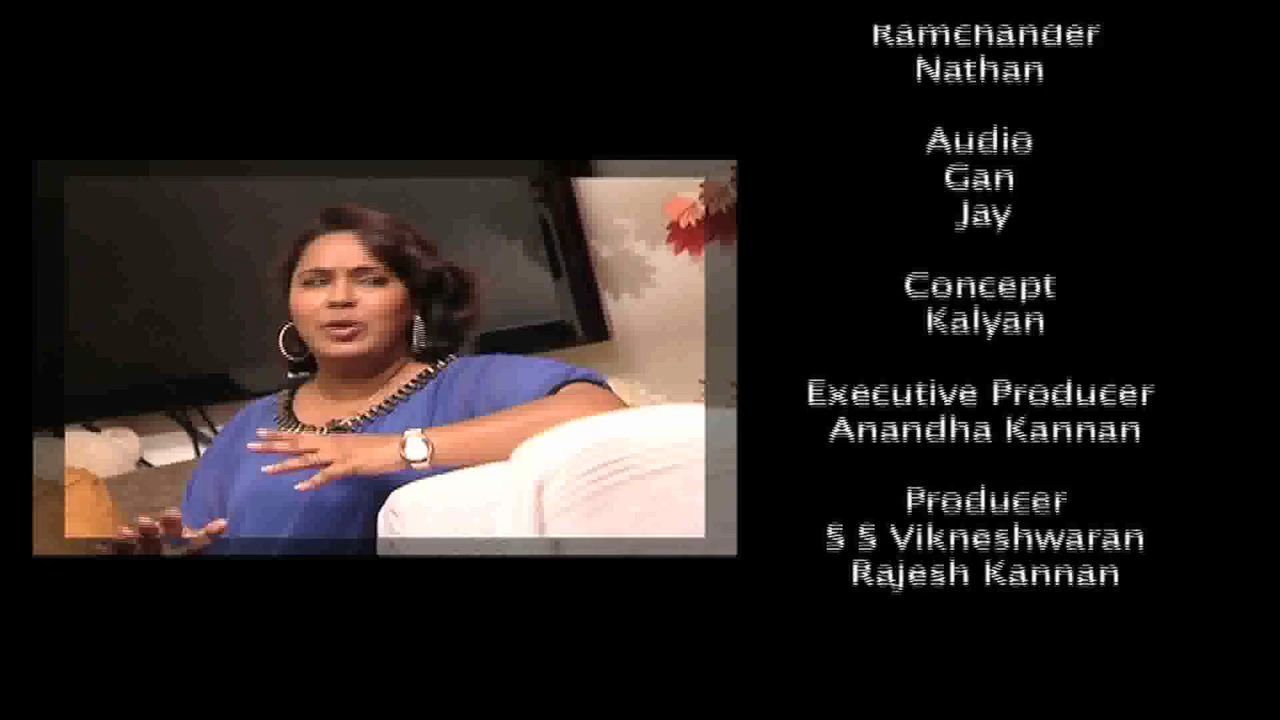 Ramchander
Nathan
Audio
Gan
Jay
Concept
Kalyan
Executive Producer
Anandha Kannan
Producer
S S Vikneshwaran
Rajesh Kannan